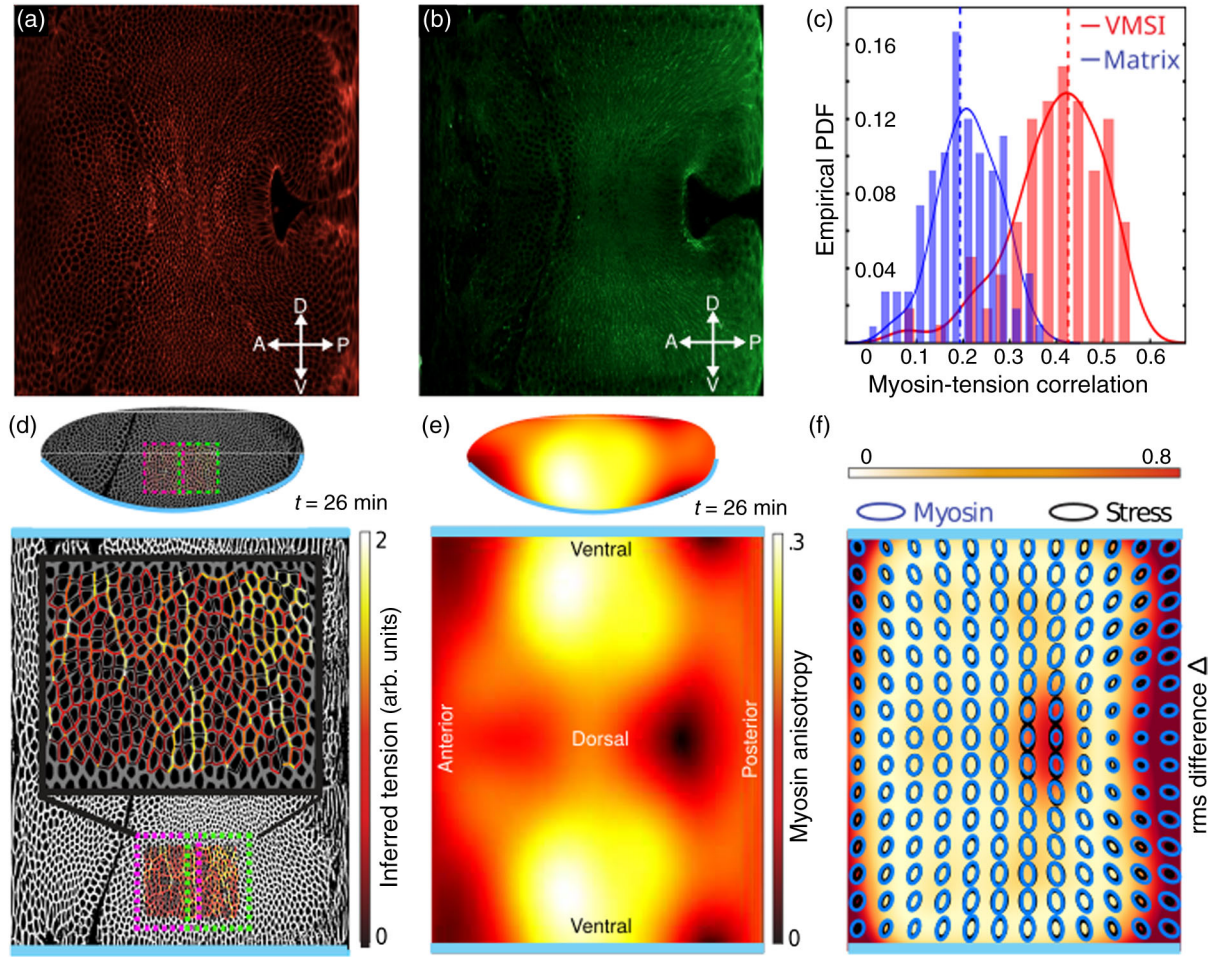 (a)
D
A P
V
(b)
D
A P
V
(c)
VMSI
Matrix
0.16
0.12
0.08
0.04
Empirical PDF
0 0.1 0.2 0.3 0.4 0.5 0.6
Myosin-tension correlation
(d)
t = 26 min
2
Inferred tension (arb. units)
0
(e)
t = 26 min
Ventral
Anterior
Dorsal
Posterior
Ventral
.3
Myosin anisotropy
0
(f)
0 0.8
Myosin Stress
rms difference Δ